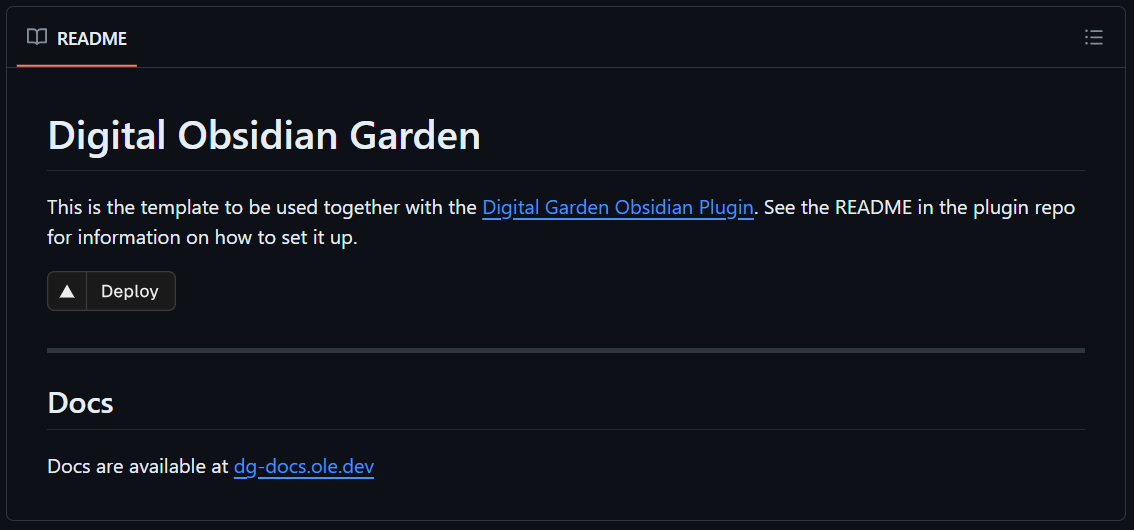 README
Digital Obsidian Garden
This is the template to be used together with the Digital Garden Obsidian Plugin. See the README in the plugin repo
for information on how to set it up.
Deploy
Docs
Docs are available at dg-docs.ole.dev